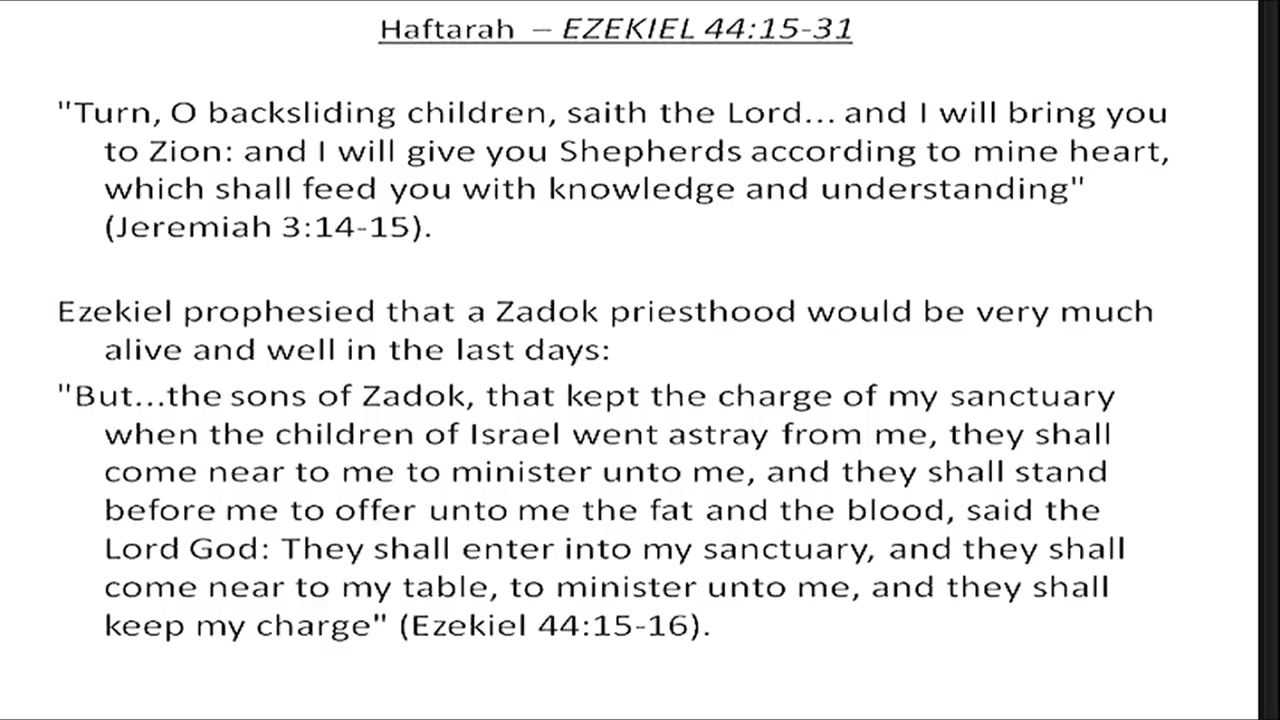 Haftarah – EZEKIEL 44:15-31
"Turn, O backsliding children, saith the Lord... and I will bring you
to Zion: and I will give you Shepherds according to mine heart,
which shall feed you with knowledge and understanding"
(Jeremiah 3:14-15).
Ezekiel prophesied that a Zadok priesthood would be very much
alive and well in the last days:
"But...the sons of Zadok, that kept the charge of my sanctuary
when the children of Israel went astray from me, they shall
come near to me to minister unto me, and they shall stand
before me to offer unto me the fat and the blood, said the
Lord God: They shall enter into my sanctuary, and they shall
come near to my table, to minister unto me, and they shall
keep my charge" (Ezekiel 44:15-16).